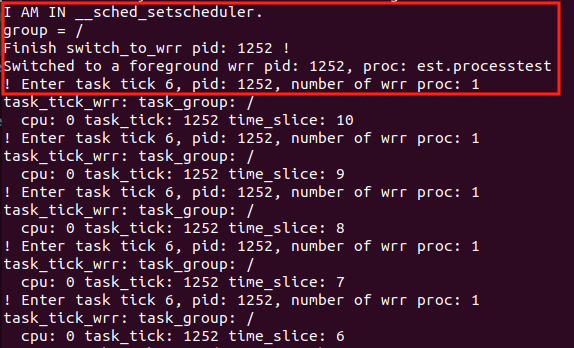 I AM IN __sched_setscheduler.
group = /
Finish switch_to_wrr pid: 1252 !
Switched to a foreground wrr pid: 1252, proc: est.processtest
! Enter task tick 6, pid: 1252, number of wrr proc: 1
task_tick_wrr: task_group: /
  cpu: 0 task_tick: 1252 time_slice: 10
! Enter task tick 6, pid: 1252, number of wrr proc: 1
task_tick_wrr: task_group: /
  cpu: 0 task_tick: 1252 time_slice: 9
! Enter task tick 6, pid: 1252, number of wrr proc: 1
task_tick_wrr: task_group: /
  cpu: 0 task_tick: 1252 time_slice: 8
! Enter task tick 6, pid: 1252, number of wrr proc: 1
task_tick_wrr: task_group: /
  cpu: 0 task_tick: 1252 time_slice: 7
! Enter task tick 6, pid: 1252, number of wrr proc: 1
task_tick_wrr: task_group: /
  cpu: 0 task_tick: 1252 time_slice: 6